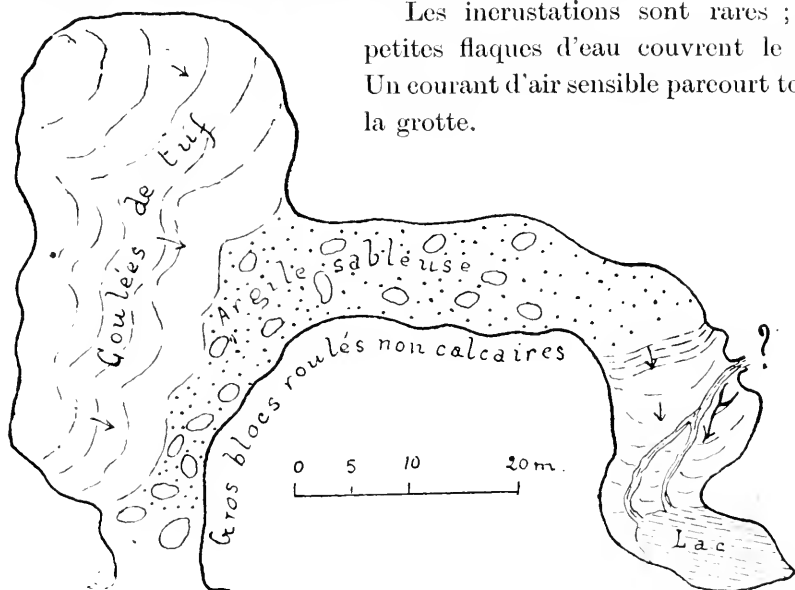 Les incrustations sont rares ;
petites flaques d'eau couvrent le
Un courant d'air sensible parcourt to
la grotte.
Coulées de tuf
Argile sableuse
Gros blocs roulés non calcaires
?
0 5 10 20 m.
Lac